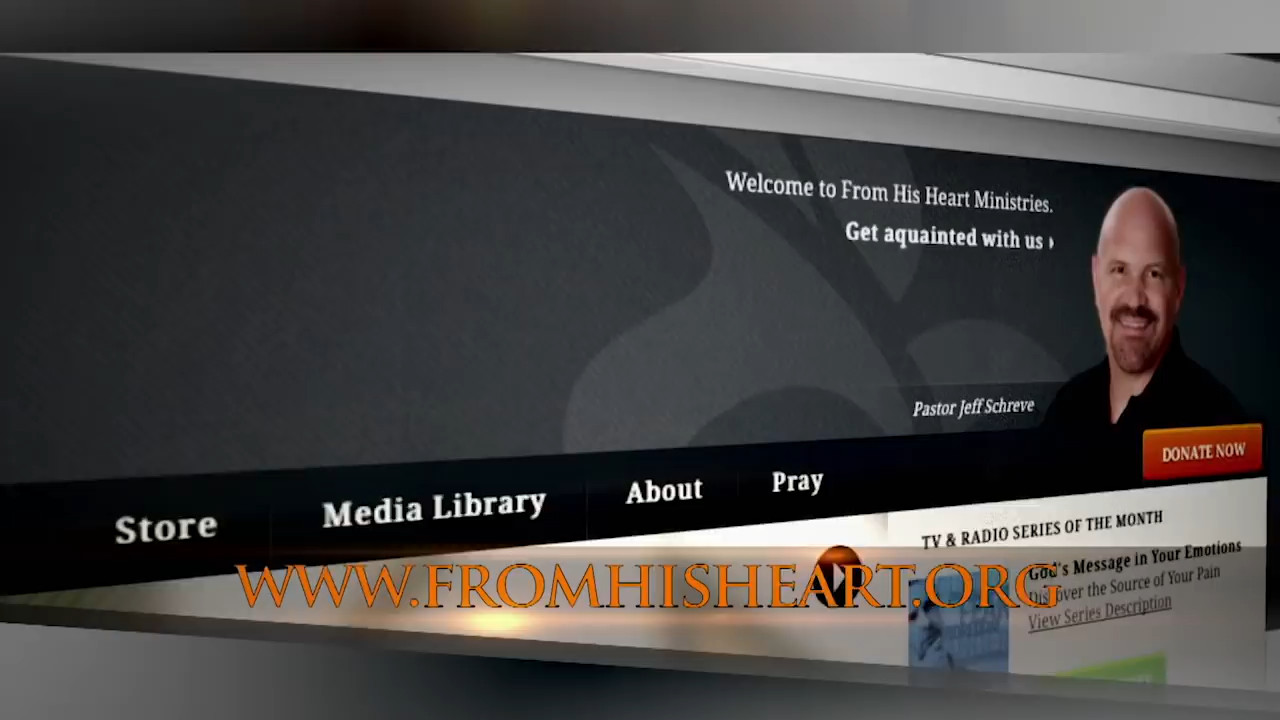 Welcome to From His Heart Ministries.
Get aquainted with us
Pastor Jeff Schreve
DONATE NOW
Store
Media Library
About
Pray
TV & RADIO SERIES OF THE MONTH
God's Message in Your Emotions
Discover the Source of Your Pain
View Series Description
WWW.FROMHISHEART.ORG